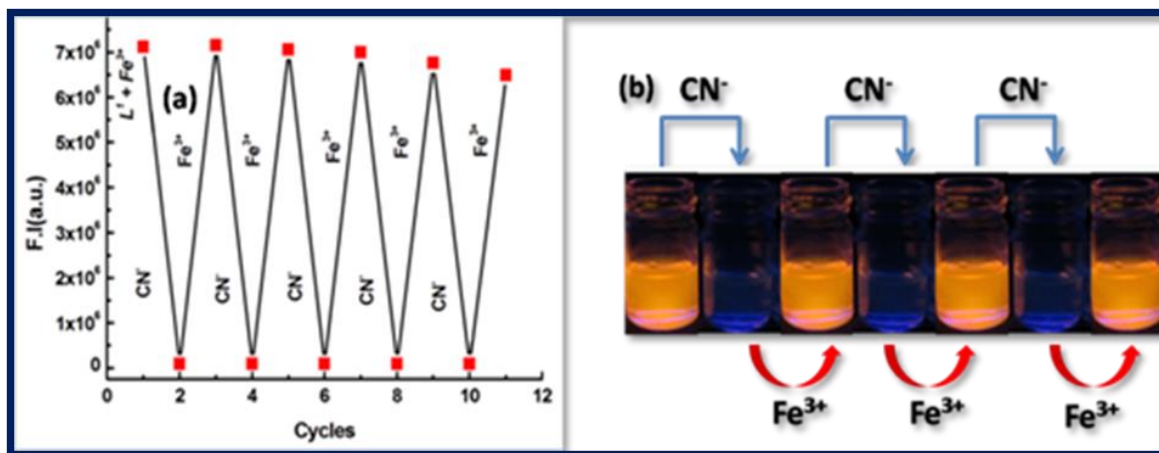 7x10⁶
6x10⁶
5x10⁶
4x10⁶
3x10⁶
2x10⁶
1x10⁶
0
F.I(a.u.)
L¹ + Fe³⁺
(a)
Fe³⁺ Fe³⁺ Fe³⁺ Fe³⁺ Fe³⁺
CN⁻ CN⁻ CN⁻ CN⁻ CN⁻
0 2 4 6 8 10 12
Cycles
(b) CN⁻ CN⁻ CN⁻
Fe³⁺ Fe³⁺ Fe³⁺